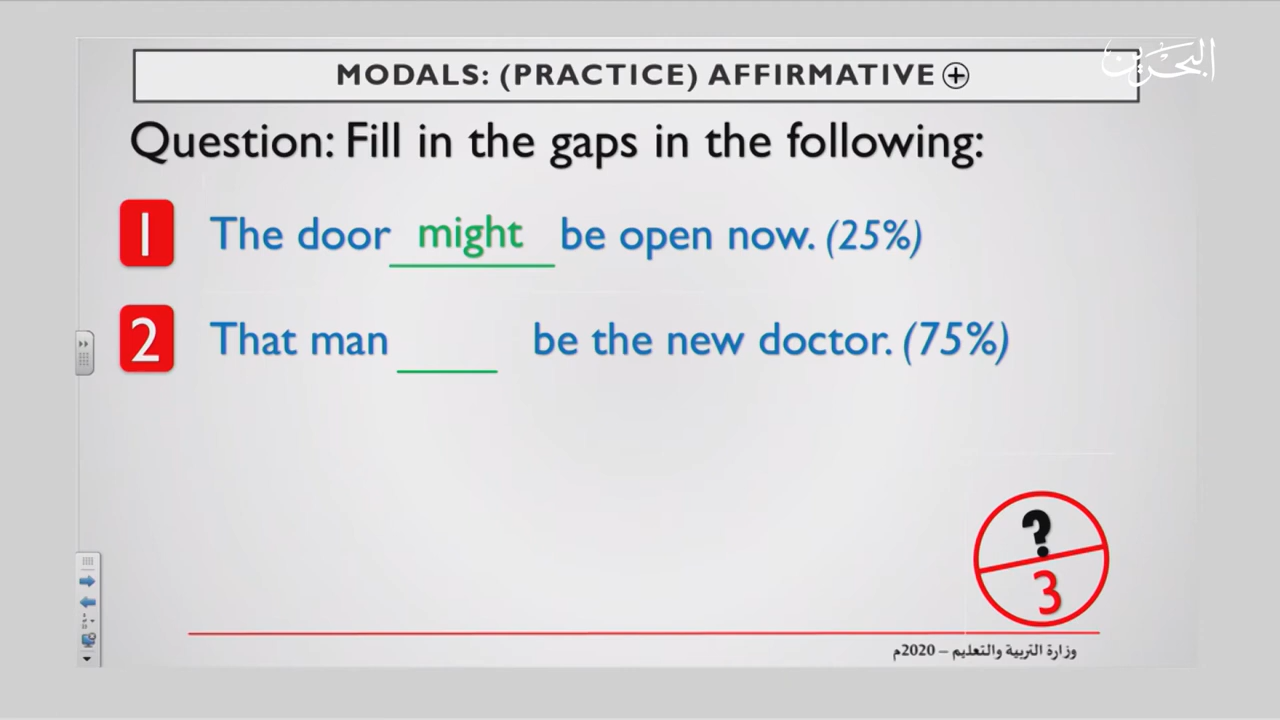 البحرين
MODALS: (PRACTICE) AFFIRMATIVE +
Question: Fill in the gaps in the following:
1 The door might be open now. (25%)
2 That man ____ be the new doctor. (75%)
?
3
وزارة التربية والتعليم – 2020م